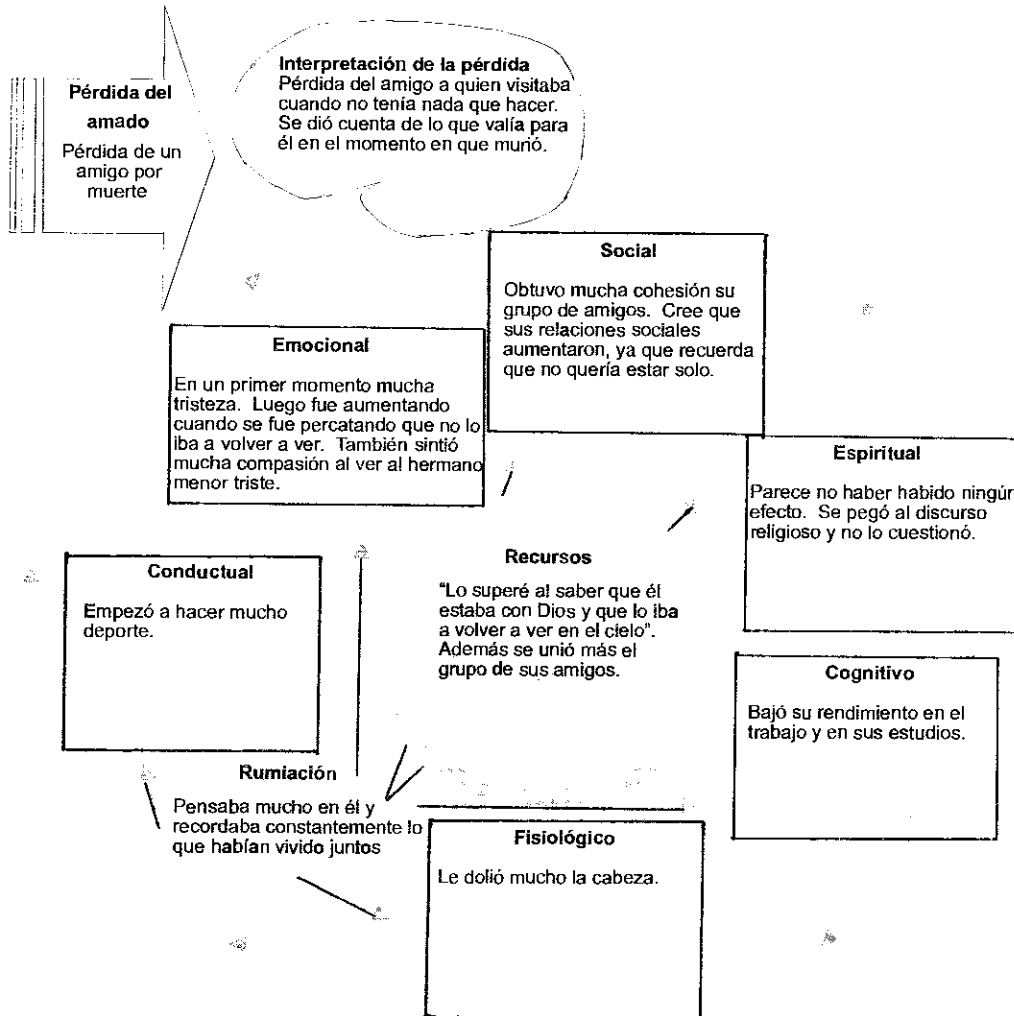 Pérdida del
amado
Pérdida de un
amigo por
muerte
Interpretación de la pérdida
Pérdida del amigo a quien visitaba
cuando no tenía nada que hacer.
Se dió cuenta de lo que valía para
él en el momento en que murió.
Social
Obtuvo mucha cohesión su
grupo de amigos. Cree que
sus relaciones sociales
aumentaron, ya que recuerda
que no quería estar solo.
Emocional
En un primer momento mucha
tristeza. Luego fue aumentando
cuando se fue percatando que no lo
iba a volver a ver. También sintió
mucha compasión al ver al hermano
menor triste.
Espiritual
Parece no haber habido ningún
efecto. Se pegó al discurso
religioso y no lo cuestionó.
Recursos
"Lo superé al saber que él
estaba con Dios y que lo iba
a volver a ver en el cielo".
Además se unió más el
grupo de sus amigos.
Conductual
Empezó a hacer mucho
deporte.
Cognitivo
Bajó su rendimiento en el
trabajo y en sus estudios.
Rumiación
Pensaba mucho en él y
recordaba constantemente lo
que habían vivido juntos
Fisiológico
Le dolió mucho la cabeza.